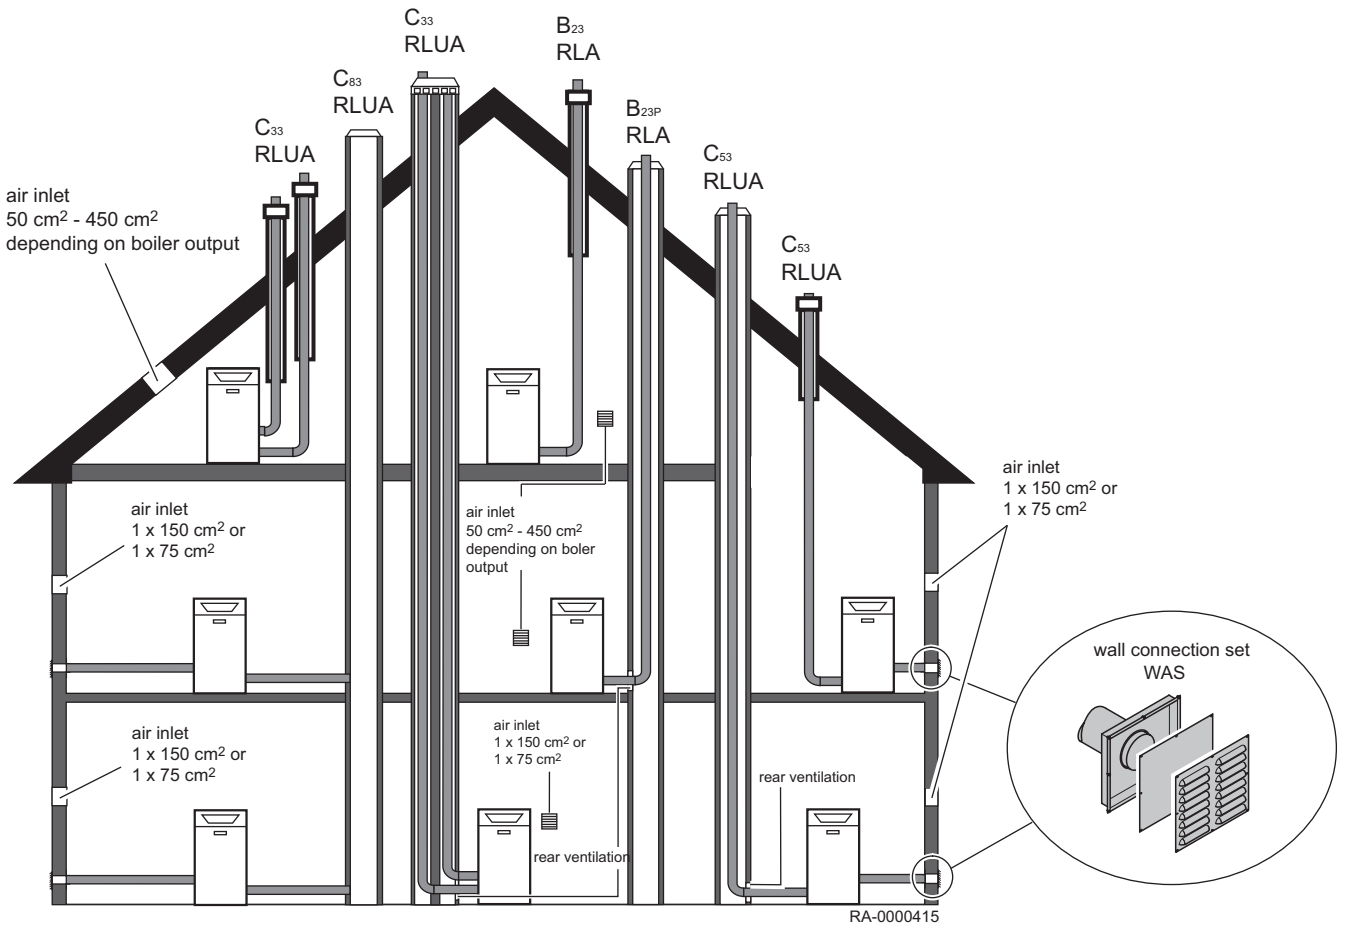 C33
RLUA
B23
RLA
C83
RLUA
B23P
RLA
C33
RLUA
C53
RLUA
air inlet
50 cm2 - 450 cm2
depending on boiler output
C53
RLUA
air inlet
1 x 150 cm2 or
1 x 75 cm2
air inlet
1 x 150 cm2 or
1 x 75 cm2
air inlet
50 cm2 - 450 cm2
depending on boler
output
wall connection set
WAS
air inlet
1 x 150 cm2 or
1 x 75 cm2
air inlet
1 x 150 cm2 or
1 x 75 cm2
rear ventilation
rear ventilation
RA-0000415